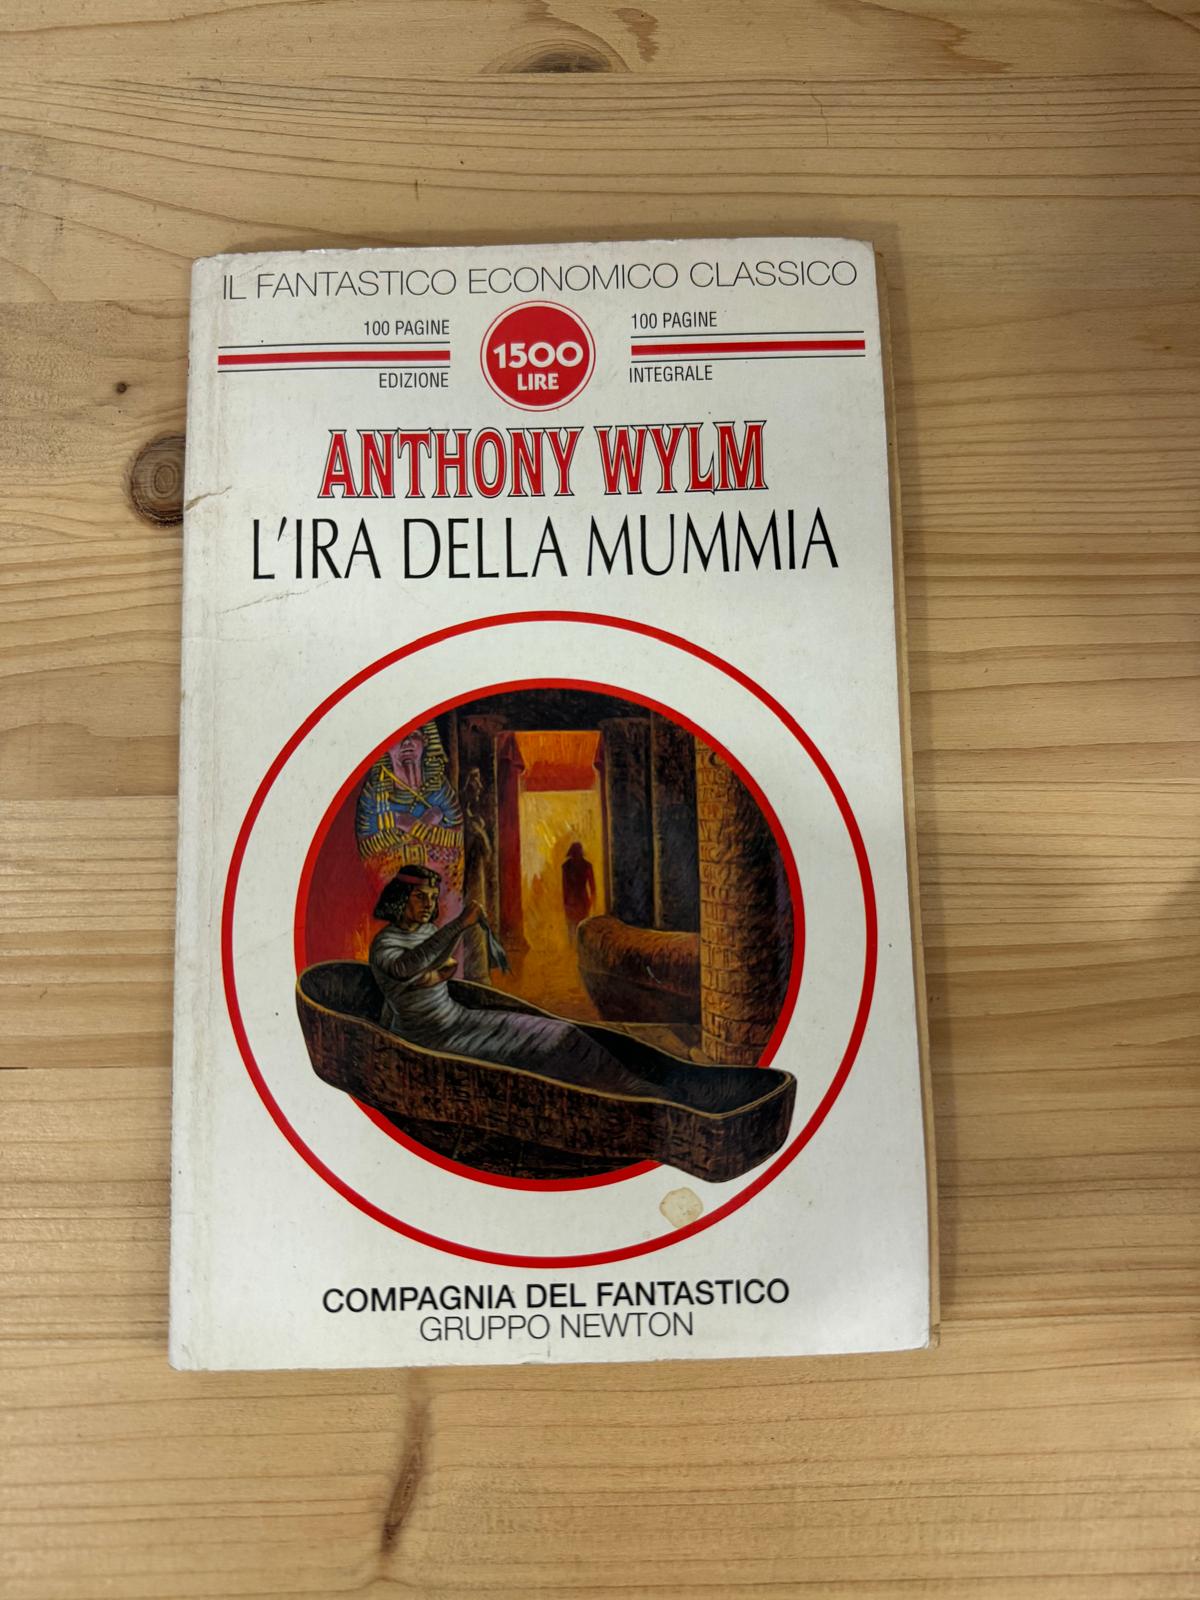 IL FANTASTICO ECONOMICO CLASSICO
100 PAGINE
EDIZIONE
1500
LIRE
100 PAGINE
INTEGRALE
ANTHONY WYLM
L'IRA DELLA MUMMIA
COMPAGNIA DEL FANTASTICO
GRUPPO NEWTON